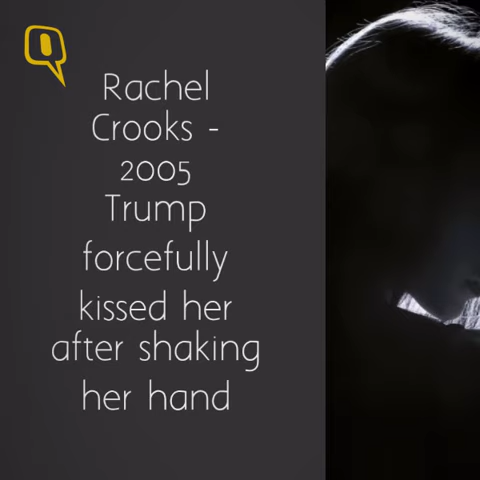 Rachel
Crooks -
2005
Trump
forcefully
kissed her
after shaking
her hand